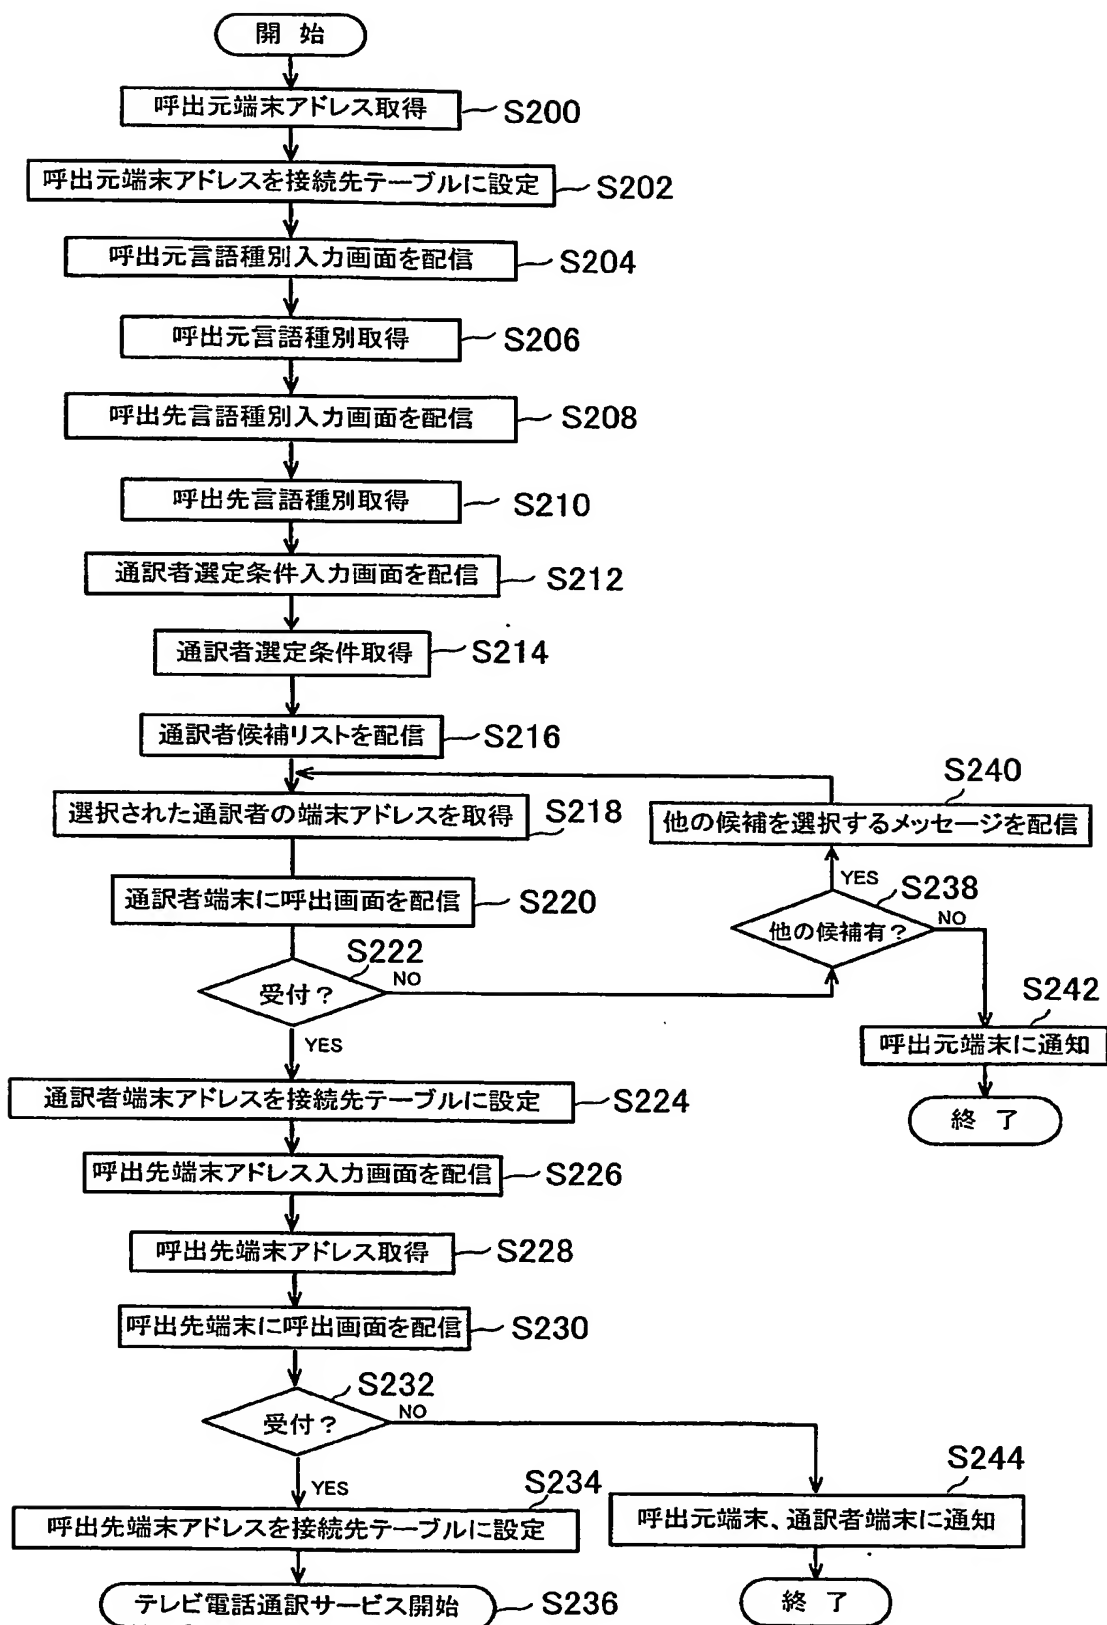 開 始
呼出元端末アドレス取得 S200
呼出元端末アドレスを接続先テーブルに設定 S202
呼出元言語種別入力画面を配信 S204
呼出元言語種別取得 S206
呼出先言語種別入力画面を配信 S208
呼出先言語種別取得 S210
通訳者選定条件入力画面を配信 S212
通訳者選定条件取得 S214
通訳者候補リストを配信 S216
選択された通訳者の端末アドレスを取得 S218
通訳者端末に呼出画面を配信 S220
S222
受付？
NO
YES
S240
他の候補を選択するメッセージを配信
YES
S238
他の候補有？
NO
S242
呼出元端末に通知
終 了
通訳者端末アドレスを接続先テーブルに設定 S224
呼出先端末アドレス入力画面を配信 S226
呼出先端末アドレス取得 S228
呼出先端末に呼出画面を配信 S230
S232
受付？
NO
YES
S234
呼出先端末アドレスを接続先テーブルに設定
S244
呼出元端末、通訳者端末に通知
テレビ電話通訳サービス開始 S236
終 了